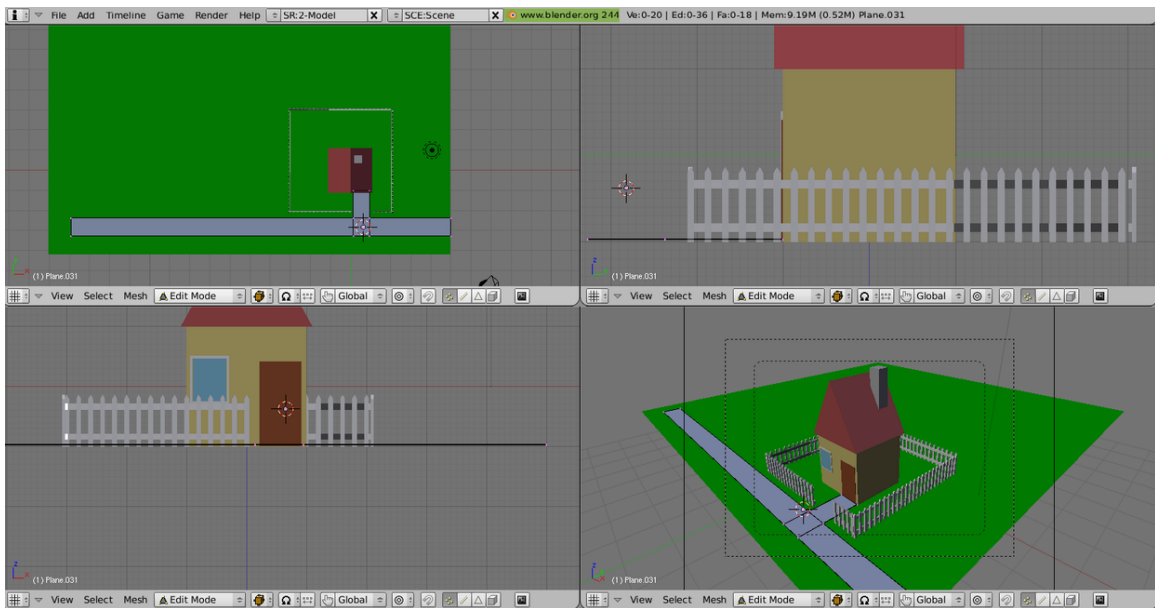 File Add Timeline Game Render Help SR:2-Model X SCE:Scene X www.blender.org 244 Ve:0-20 | Ed:0-36 | Fa:0-18 | Mem:9.19M (0.52M) Plane.031
(1) Plane.031
(1) Plane.031
View Select Mesh Edit Mode Global
View Select Mesh Edit Mode Global
(1) Plane.031
(1) Plane.031
View Select Mesh Edit Mode Global
View Select Mesh Edit Mode Global